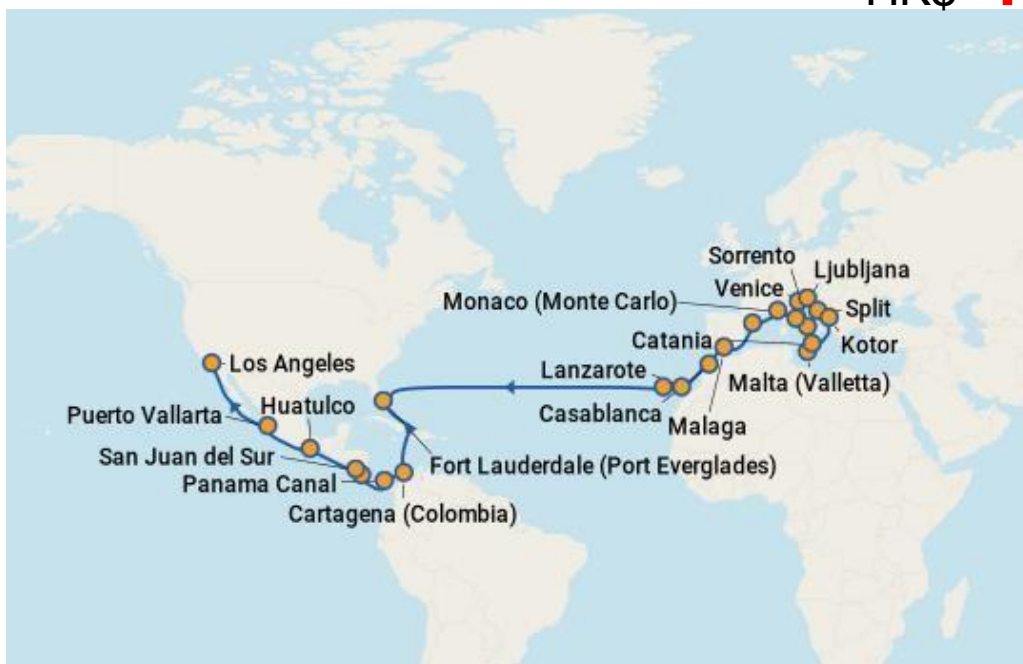 HK$
Sorrento
Ljubljana
Venice
Monaco (Monte Carlo)
Split
Catania
Kotor
Los Angeles
Lanzarote
Malta (Valletta)
Puerto Vallarta
Huatulco
Casablanca
Malaga
San Juan del Sur
Fort Lauderdale (Port Everglades)
Panama Canal
Cartagena (Colombia)